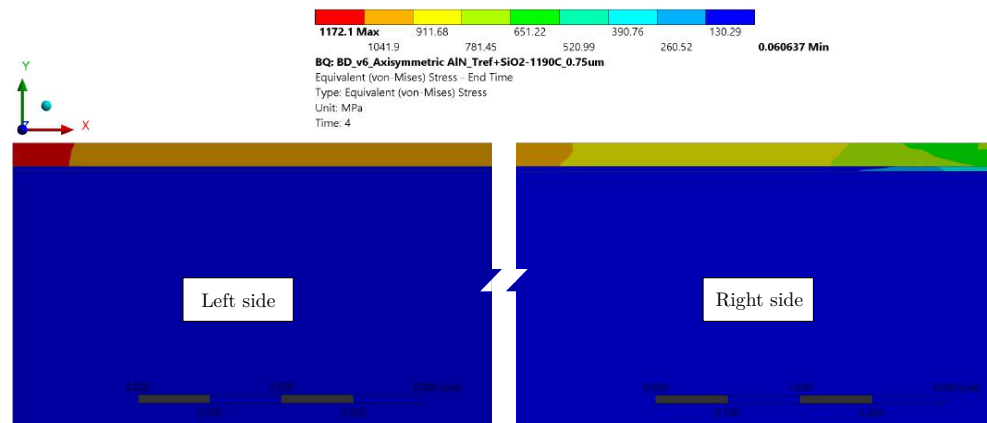 1172.1 Max 911.68 651.22 390.76 130.29
1041.9 781.45 520.99 260.52 0.060637 Min
BQ: BD_v6_Axisymmetric AlN_Tref+SiO2-1190C_0.75um
Equivalent (von-Mises) Stress - End Time
Type: Equivalent (von-Mises) Stress
Unit: MPa
Time: 4
Y
X
Left side
Right side